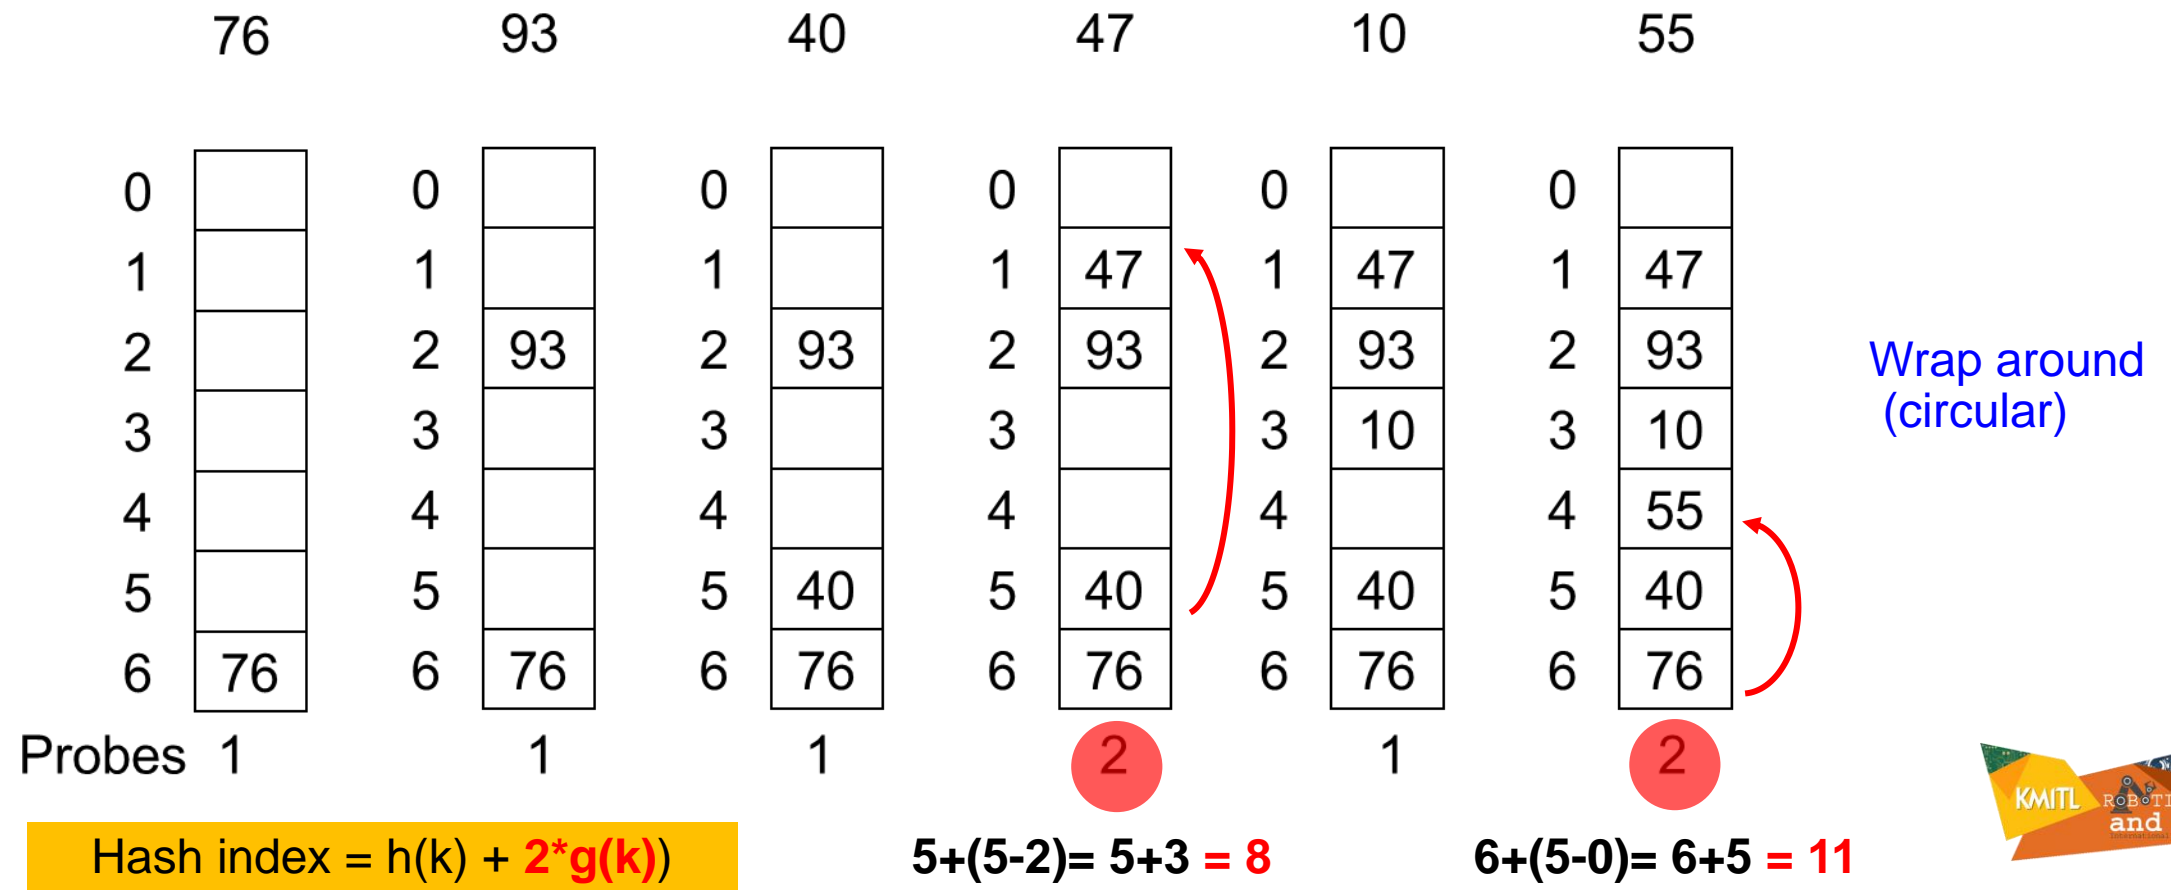 76 93 40 47 10 55
0 0 0 0 0 0
1 1 1 1 47 1 47 1 47
2 2 93 2 93 2 93 2 93 2 93
3 3 3 3 3 10 3 10
4 4 4 4 4 4 55
5 5 5 40 5 40 5 40 5 40
6 76 6 76 6 76 6 76 6 76 6 76
Wrap around
(circular)
Probes 1 1 1 2 1 2
Hash index = h(k) + 2*g(k)) 5+(5-2)= 5+3 = 8 6+(5-0)= 6+5 = 11
KMITL
and